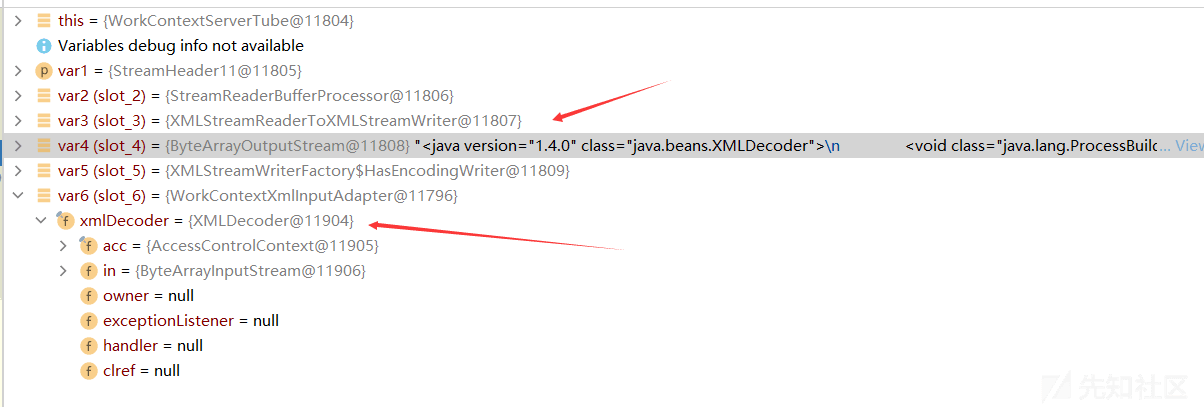 this = {WorkContextServerTube@11804}
Variables debug info not available
p var1 = {StreamHeader11@11805}
var2 (slot_2) = {StreamReaderBufferProcessor@11806}
var3 (slot_3) = {XMLStreamReaderToXMLStreamWriter@11807}
var4 (slot_4) = {ByteArrayOutputStream@11808} "<java version="1.4.0" class="java.beans.XMLDecoder">\n <void class="java.lang.ProcessBuilc... View
var5 (slot_5) = {XMLStreamWriterFactory$HasEncodingWriter@11809}
var6 (slot_6) = {WorkContextXmlInputAdapter@11796}
f xmlDecoder = {XMLDecoder@11904}
f acc = {AccessControlContext@11905}
f in = {ByteArrayInputStream@11906}
f owner = null
f exceptionListener = null
f handler = null
f clref = null
先知社区